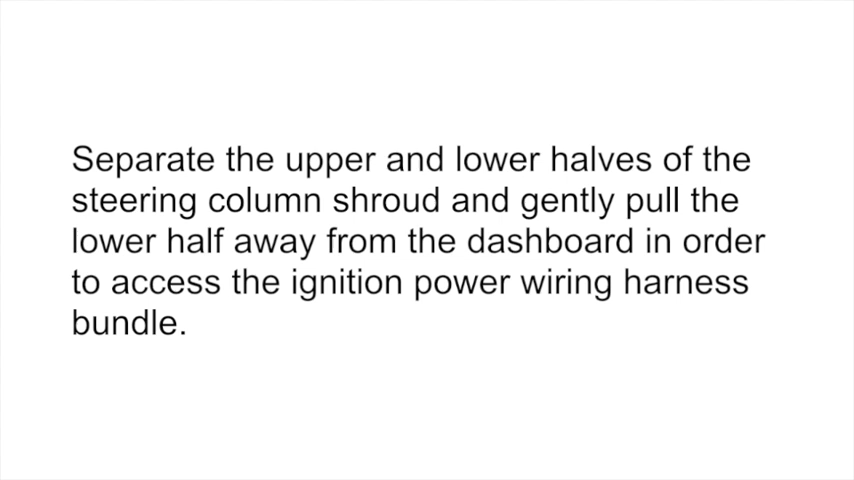 Separate the upper and lower halves of the
steering column shroud and gently pull the
lower half away from the dashboard in order
to access the ignition power wiring harness
bundle.